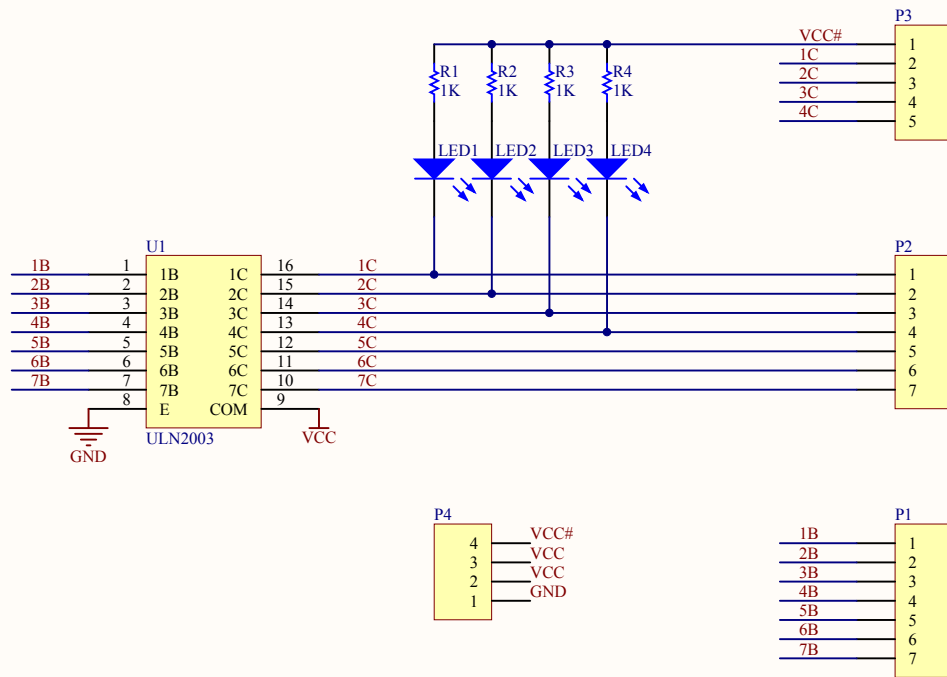 P3
VCC# 1
1C 2
2C 3
3C 4
4C 5
R1 R2 R3 R4
1K 1K 1K 1K
LED1 LED2 LED3 LED4
U1
P2
1B 1 1B 1C 16 1C 1
2B 2 2B 2C 15 2C 2
3B 3 3B 3C 14 3C 3
4B 4 4B 4C 13 4C 4
5B 5 5B 5C 12 5C 5
6B 6 6B 6C 11 6C 6
7B 7 7B 7C 10 7C 7
8 E COM 9
GND
ULN2003
VCC
P4
4 VCC#
3 VCC
2 VCC
1 GND
P1
1B 1
2B 2
3B 3
4B 4
5B 5
6B 6
7B 7